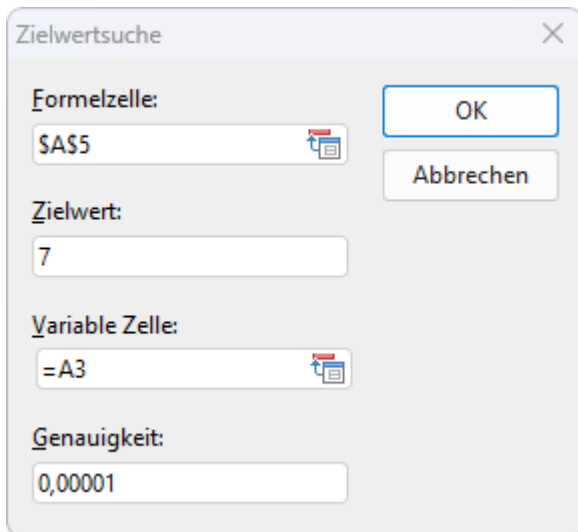 Zielwertsuche
Formelzelle:
$A$5
OK
Abbrechen
Zielwert:
7
Variable Zelle:
=A3
Genauigkeit:
0,00001